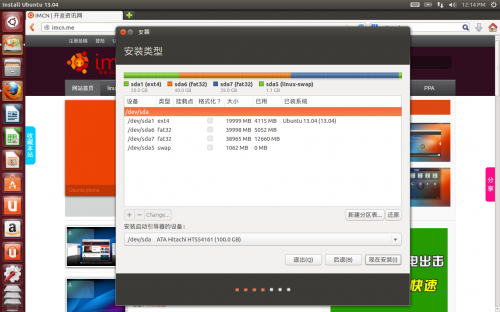 Install Ubuntu 13.04
12:14 PM
IMCN | 开发资讯网
imcn.me
安装
安装类型
sda1 (ext4) sda6 (fat32) sda7 (fat32) sda5 (linux-swap)
20.0 GB 40.0 GB 39.0 GB 1.1 GB
设备 类型 挂载点 格式化？ 大小 已用 已装系统
/dev/sda
/dev/sda1 ext4 19999 MB 4115 MB Ubuntu 13.04 (13.04)
/dev/sda6 fat32 39998 MB 5052 MB
/dev/sda7 fat32 38965 MB 12660 MB
/dev/sda5 swap 1062 MB 0 MB
+ − Change... 新建分区表... 还原
安装启动引导器的设备：
/dev/sda ATA Hitachi HTS54161 (100.0 GB)
退出(Q) 后退(B) 现在安装(I)
网站首页
PPA
收藏本站
分享
Ubuntu phone
电出击
快速